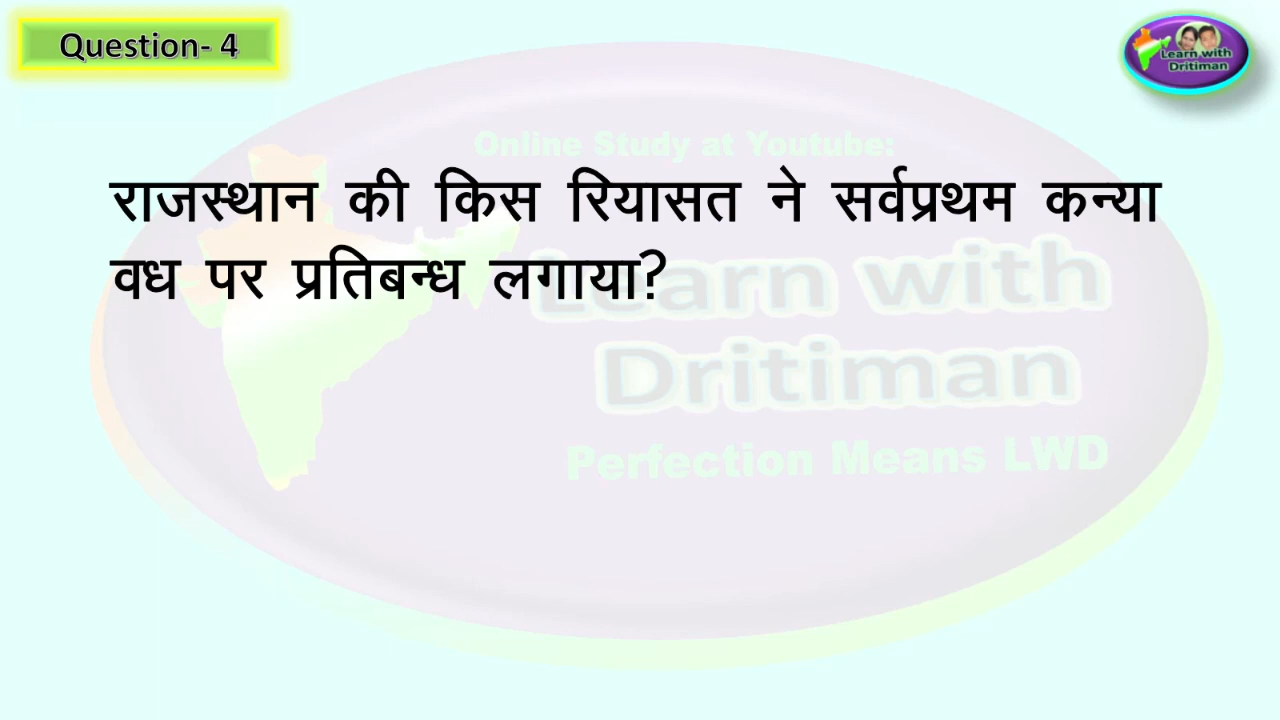 Question- 4
Learn with
Dritiman
Online Study at Youtube:
राजस्थान की किस रियासत ने सर्वप्रथम कन्या
वध पर प्रतिबन्ध लगाया?
Learn with
Dritiman
Perfection Means LWD